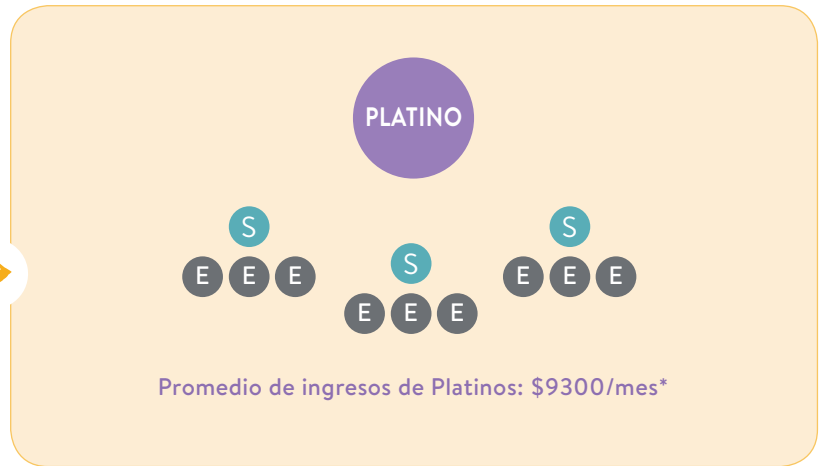 PLATINO
S
S
E E E
E E E
S
E E E
Promedio de ingresos de Platinos: $9300/mes*